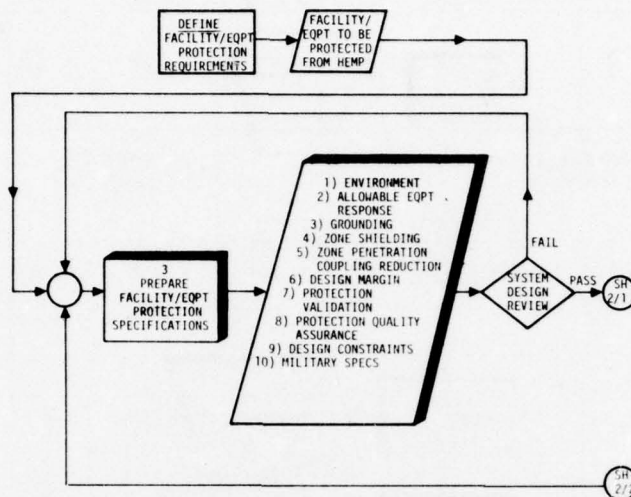 DEFINE
FACILITY/EQPT
PROTECTION
REQUIREMENTS
FACILITY/
EQPT TO BE
PROTECTED
FROM HEMP
1) ENVIRONMENT
2) ALLOWABLE EQPT
RESPONSE
3) GROUNDING
4) ZONE SHIELDING
5) ZONE PENETRATION
COUPLING REDUCTION
6) DESIGN MARGIN
7) PROTECTION
VALIDATION
8) PROTECTION QUALITY
ASSURANCE
9) DESIGN CONSTRAINTS
10) MILITARY SPECS
3
PREPARE
FACILITY/EQPT
PROTECTION
SPECIFICATIONS
FAIL
SYSTEM
DESIGN
REVIEW
PASS
SH
2/1
SH